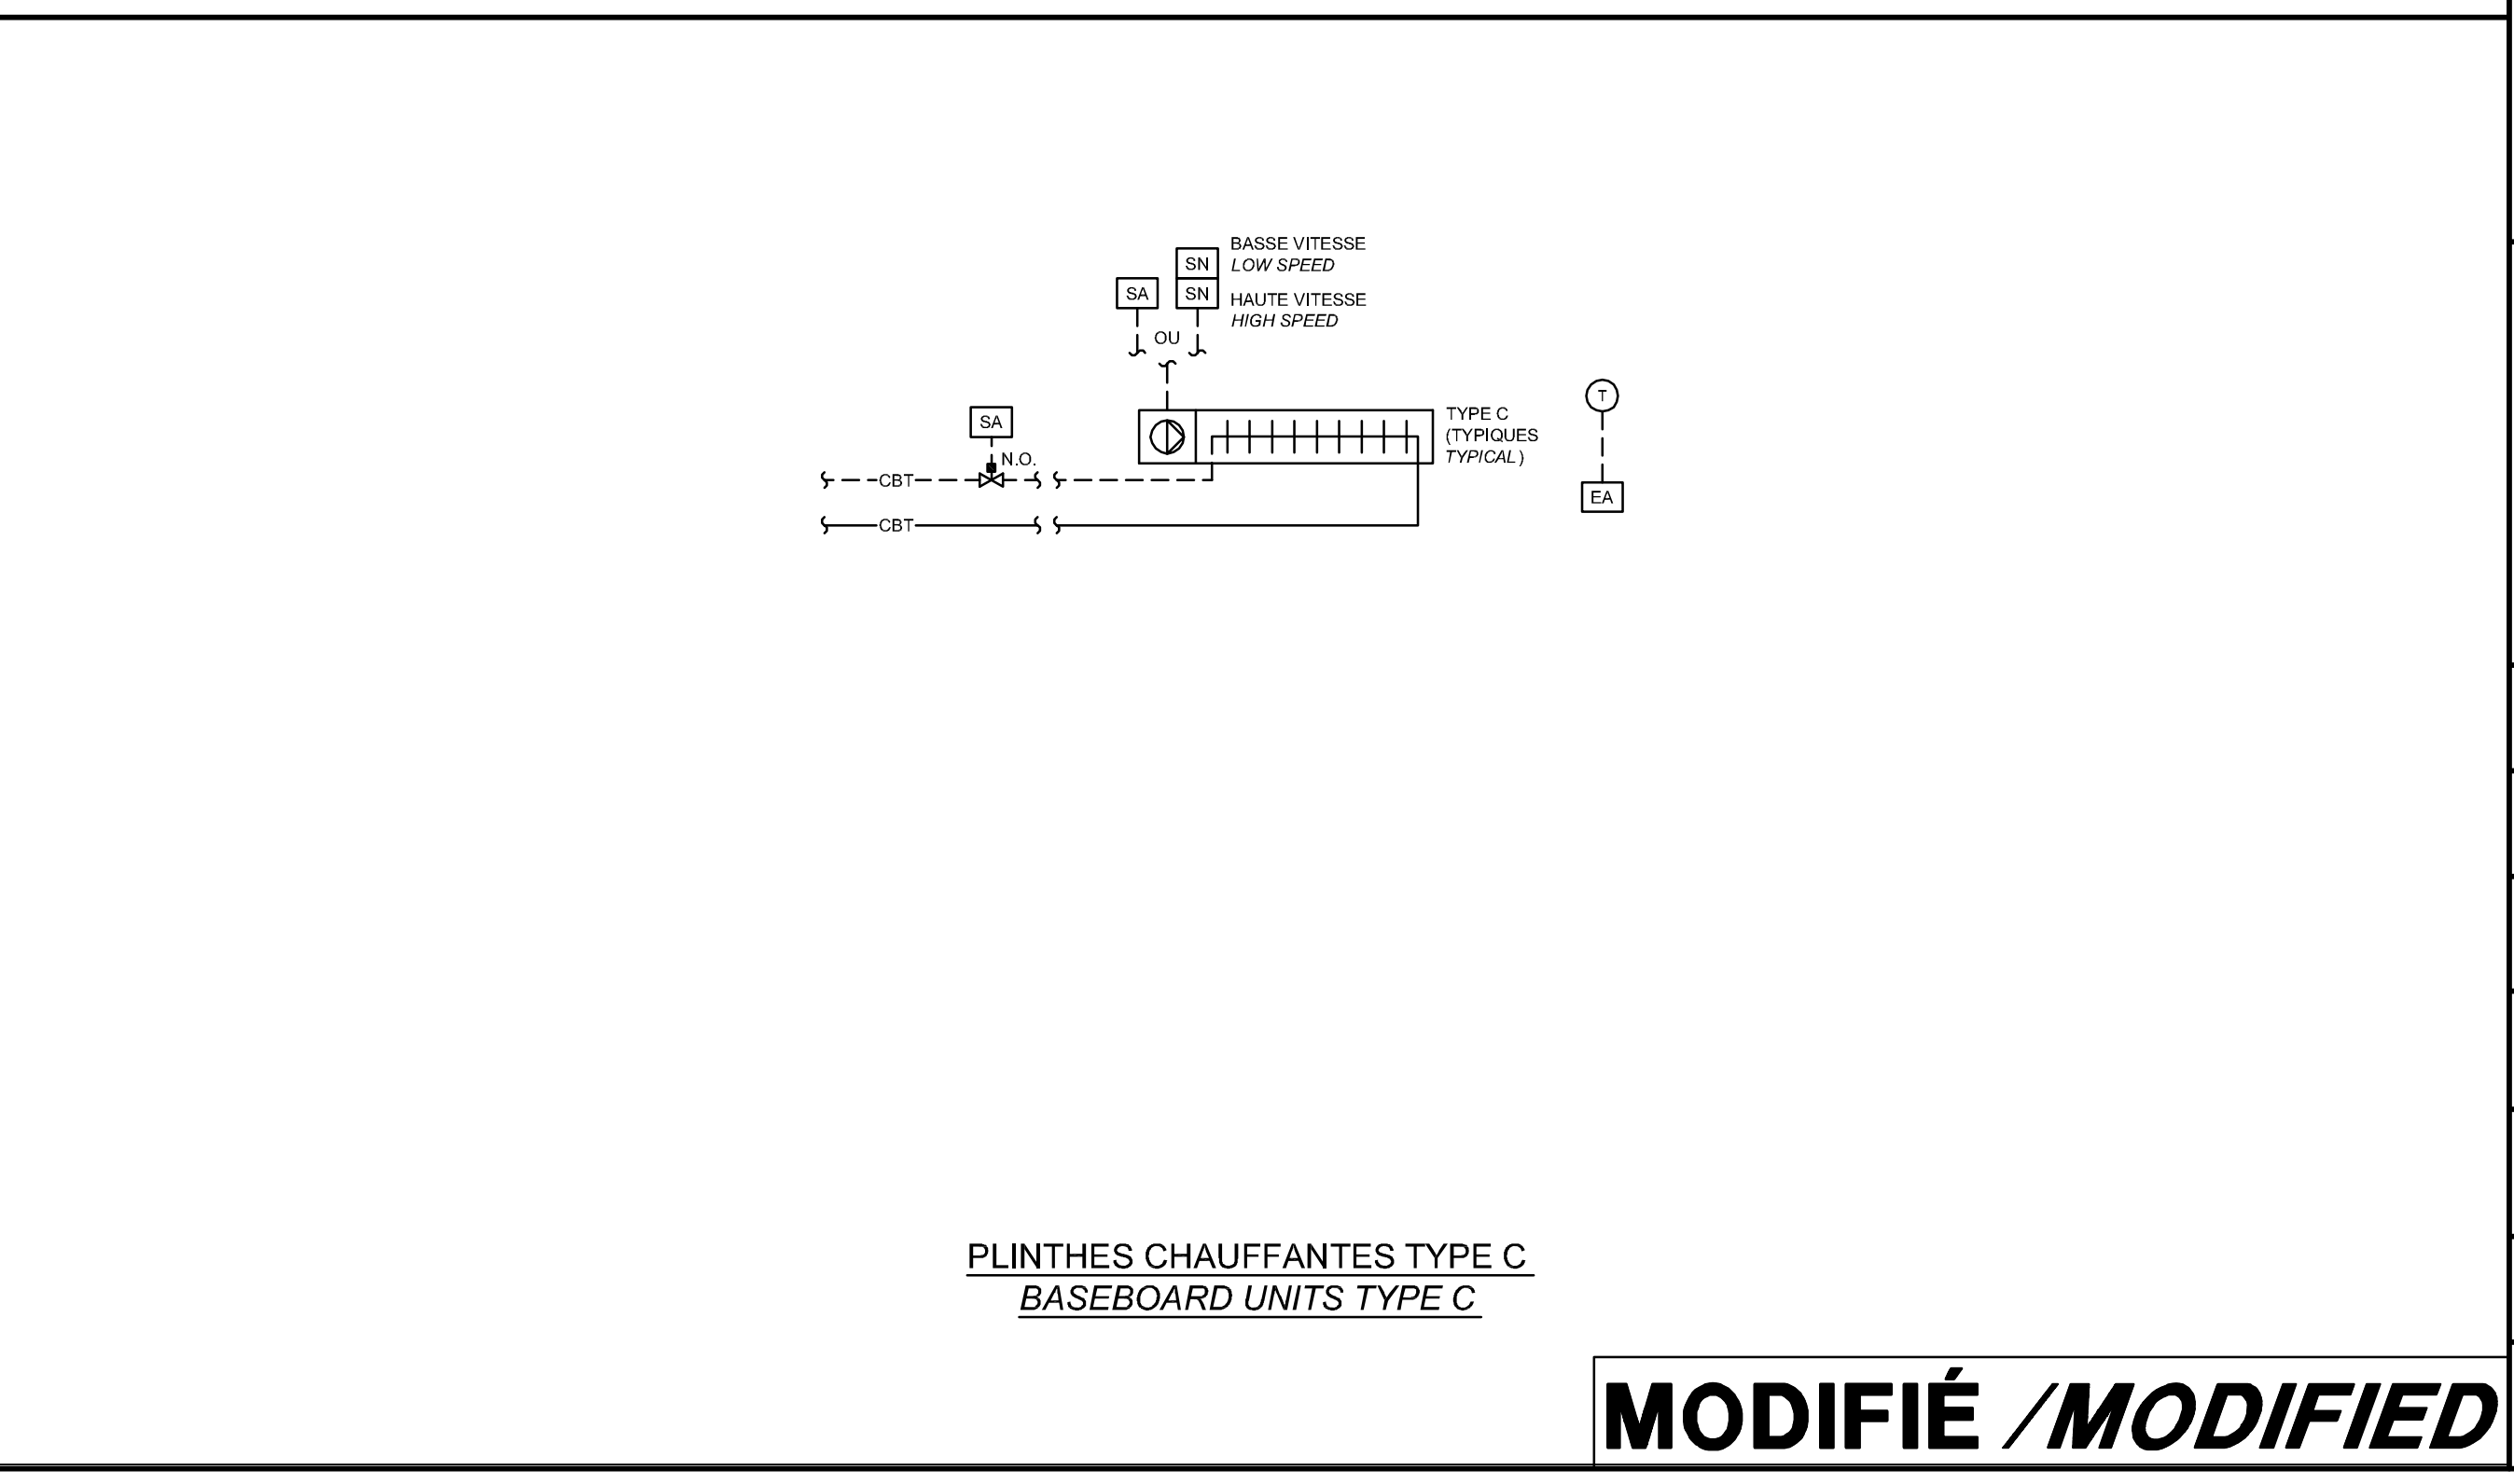 BASSE VITESSE
LOW SPEED
SN
SA
SN
HAUTE VITESSE
HIGH SPEED
OU
T
SA
TYPE C
(TYPIQUES
TYPICAL)
N.O.
CBT
EA
CBT
PLINTHES CHAUFFANTES TYPE C
BASEBOARD UNITS TYPE C
MODIFIÉ /MODIFIED